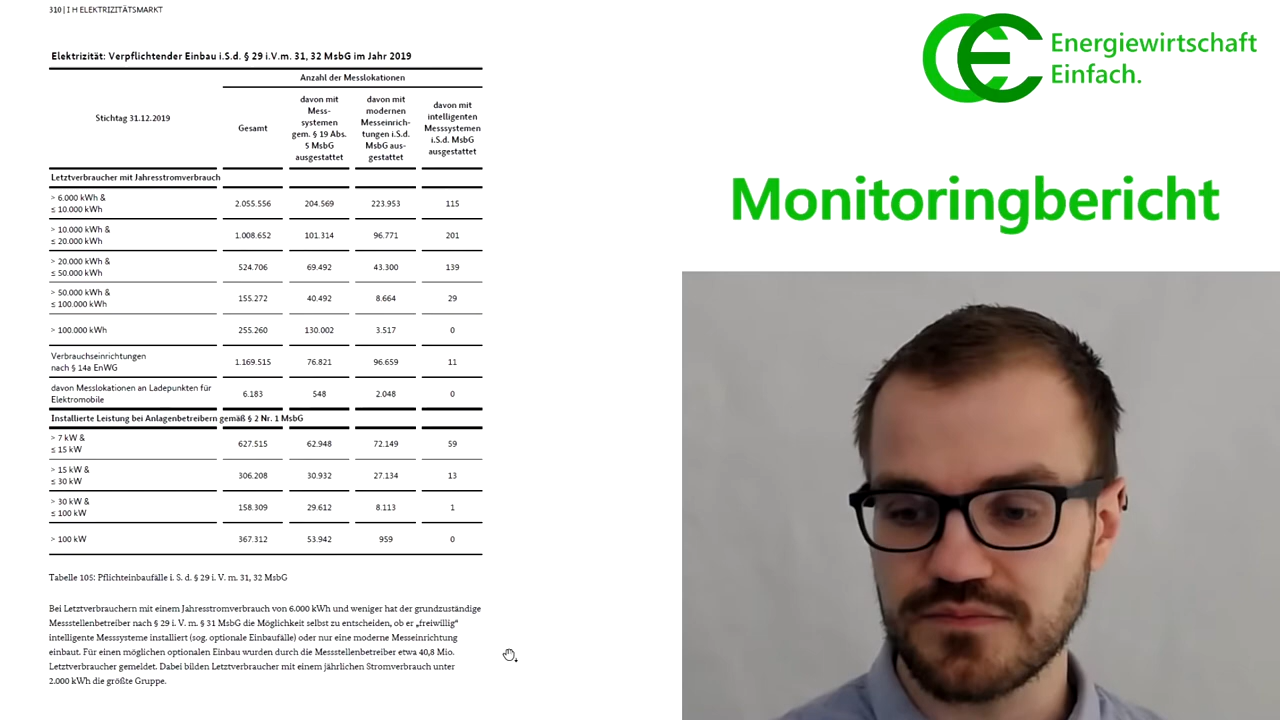 310 | I H ELEKTRIZITÄTSMARKT
Elektrizität: Verpflichtender Einbau i.S.d. § 29 i.V.m. 31, 32 MsbG im Jahr 2019
Anzahl der Messlokationen
Stichtag 31.12.2019
Gesamt
davon mit
Mess-
systemen
gem. § 19 Abs.
5 MsbG
ausgestattet
davon mit
modernen
Messeinrich-
tungen i.S.d.
MsbG aus-
gestattet
davon mit
intelligenten
Messsystemen
i.S.d. MsbG
ausgestattet
Letztverbraucher mit Jahresstromverbrauch
> 6.000 kWh &
≤ 10.000 kWh
2.055.556 204.569 223.953 115
> 10.000 kWh &
≤ 20.000 kWh
1.008.652 101.314 96.771 201
> 20.000 kWh &
≤ 50.000 kWh
524.706 69.492 43.300 139
> 50.000 kWh &
≤ 100.000 kWh
155.272 40.492 8.664 29
> 100.000 kWh 255.260 130.002 3.517 0
Verbrauchseinrichtungen
nach § 14a EnWG
1.169.515 76.821 96.659 11
davon Messlokationen an Ladepunkten für
Elektromobile
6.183 548 2.048 0
Installierte Leistung bei Anlagenbetreibern gemäß § 2 Nr. 1 MsbG
> 7 kW &
≤ 15 kW
627.515 62.948 72.149 59
> 15 kW &
≤ 30 kW
306.208 30.932 27.134 13
> 30 kW &
≤ 100 kW
158.309 29.612 8.113 1
> 100 kW 367.312 53.942 959 0
Tabelle 105: Pflichteinbaufälle i. S. d. § 29 i. V. m. 31, 32 MsbG
Bei Letztverbrauchern mit einem Jahresstromverbrauch von 6.000 kWh und weniger hat der grundzuständige
Messstellenbetreiber nach § 29 i. V. m. § 31 MsbG die Möglichkeit selbst zu entscheiden, ob er „freiwillig“
intelligente Messsysteme installiert (sog. optionale Einbaufälle) oder nur eine moderne Messeinrichtung
einbaut. Für einen möglichen optionalen Einbau wurden durch die Messstellenbetreiber etwa 40,8 Mio.
Letztverbraucher gemeldet. Dabei bilden Letztverbraucher mit einem jährlichen Stromverbrauch unter
2.000 kWh die größte Gruppe.
Energiewirtschaft
Einfach.
Monitoringbericht